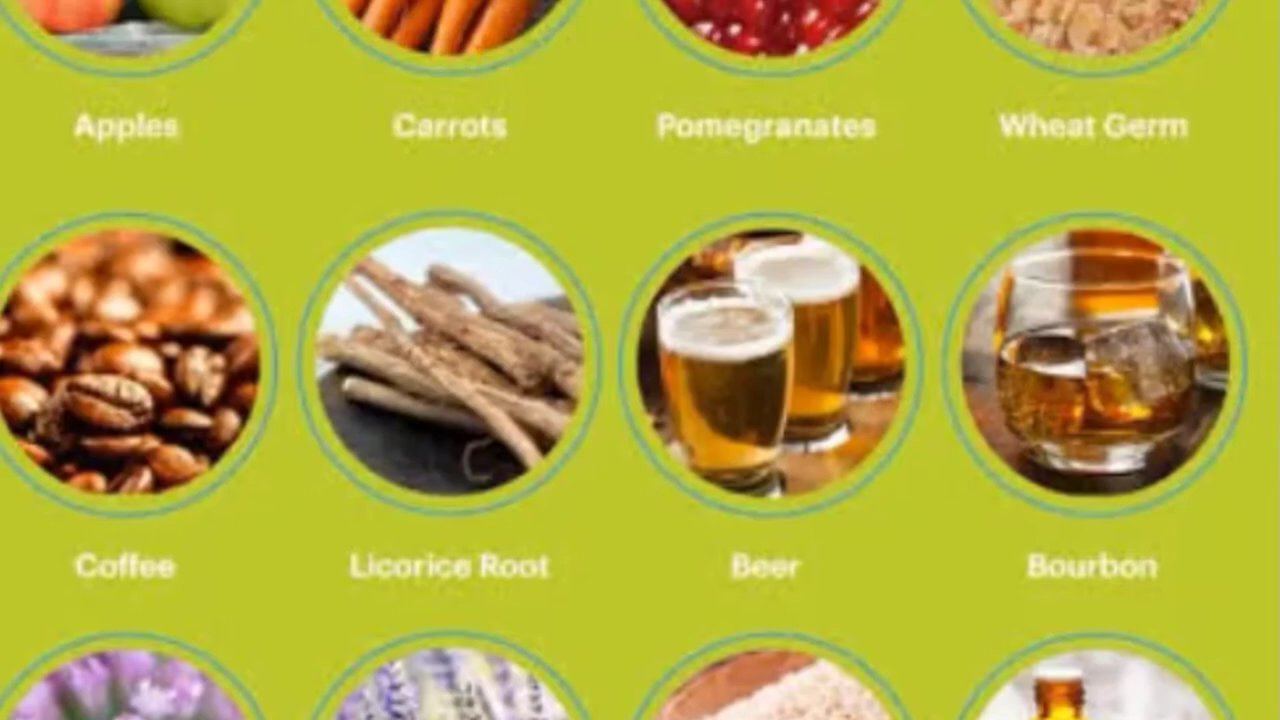 Apples
Carrots
Pomegranates
Wheat Germ
Coffee
Licorice Root
Beer
Bourbon